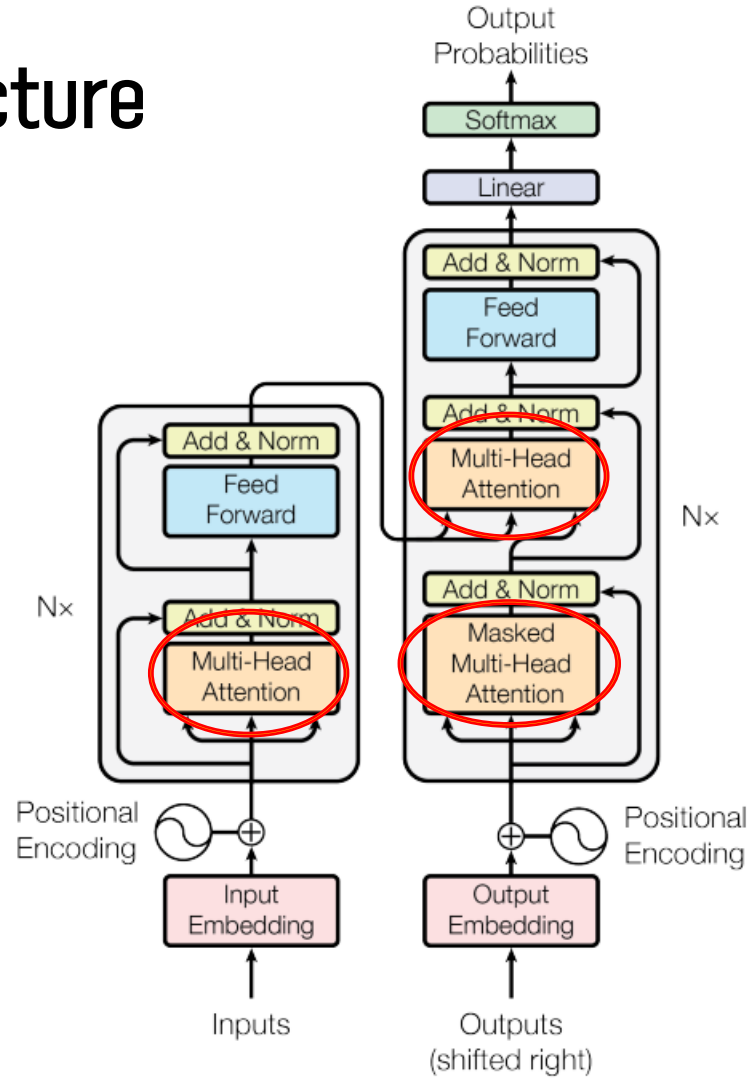 cture
Output
Probabilities
Softmax
Linear
Add & Norm
Feed
Forward
Add & Norm
Multi-Head
Attention
Add & Norm
Masked
Multi-Head
Attention
Nx
Add & Norm
Feed
Forward
Add & Norm
Multi-Head
Attention
Nx
Positional
Encoding
Positional
Encoding
Input
Embedding
Output
Embedding
Inputs
Outputs
(shifted right)